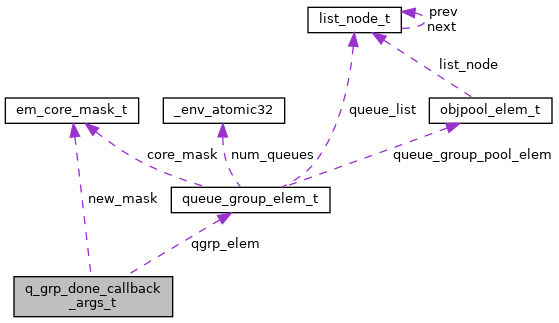 list_node_t
prev
next
list_node
em_core_mask_t
_env_atomic32
queue_list
objpool_elem_t
core_mask
num_queues
queue_group_pool_elem
new_mask
queue_group_elem_t
qgrp_elem
q_grp_done_callback
_args_t